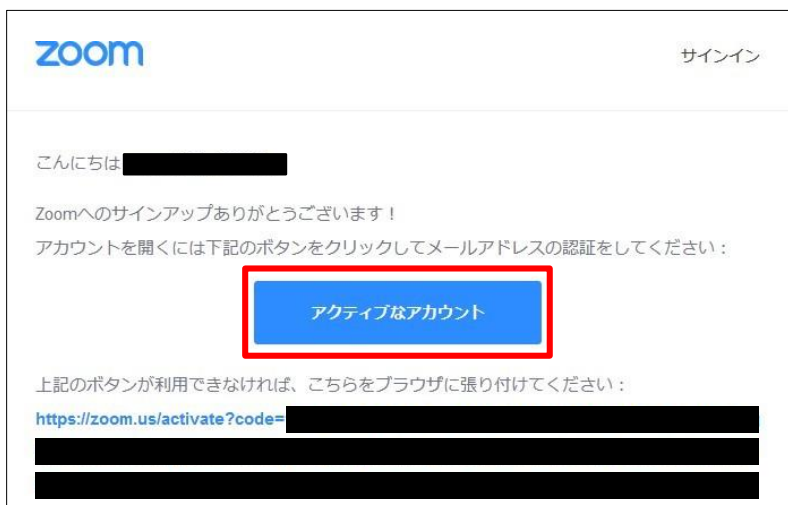 zoom
サインイン
こんにちは
Zoomへのサインアップありがとうございます！
アカウントを開くには下記のボタンをクリックしてメールアドレスの認証をしてください：
アクティブなアカウント
上記のボタンが利用できなければ、こちらをブラウザに張り付けてください：
https://zoom.us/activate?code=